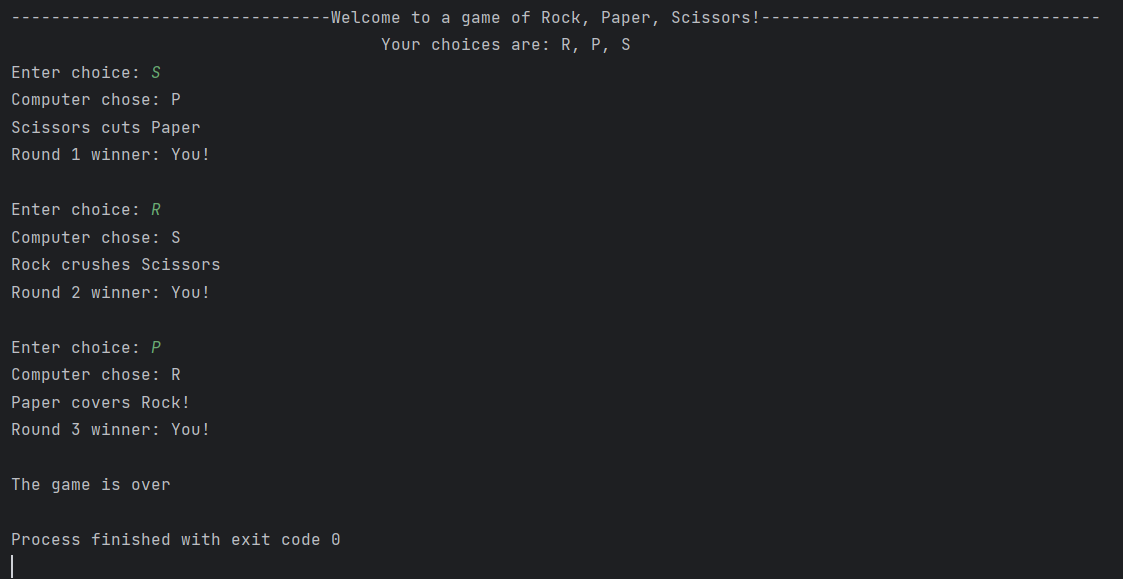 --------------------------------Welcome to a game of Rock, Paper, Scissors!----------------------------------
Your choices are: R, P, S
Enter choice: S
Computer chose: P
Scissors cuts Paper
Round 1 winner: You!
Enter choice: R
Computer chose: S
Rock crushes Scissors
Round 2 winner: You!
Enter choice: P
Computer chose: R
Paper covers Rock!
Round 3 winner: You!
The game is over
Process finished with exit code 0